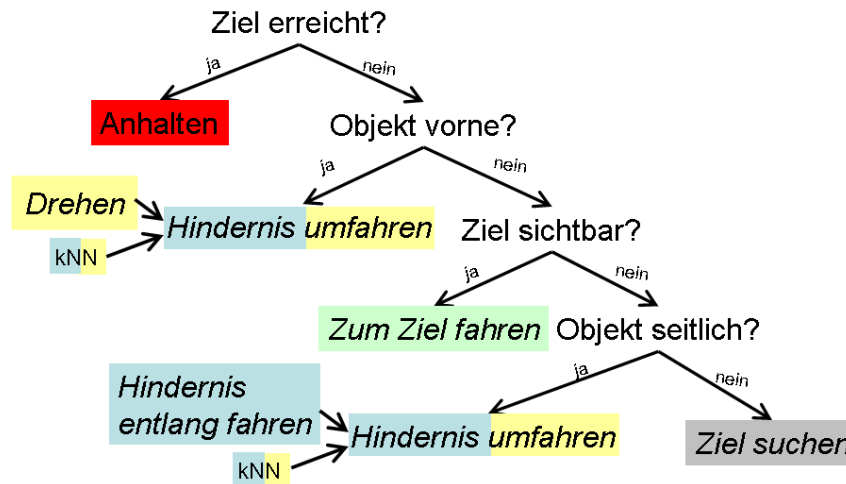 Ziel erreicht?
ja
nein
Anhalten
Objekt vorne?
ja
nein
Drehen
Hindernis umfahren
kNN
Ziel sichtbar?
ja
nein
Zum Ziel fahren
Objekt seitlich?
ja
nein
Hindernis
entlang fahren
Hindernis umfahren
kNN
Ziel suchen